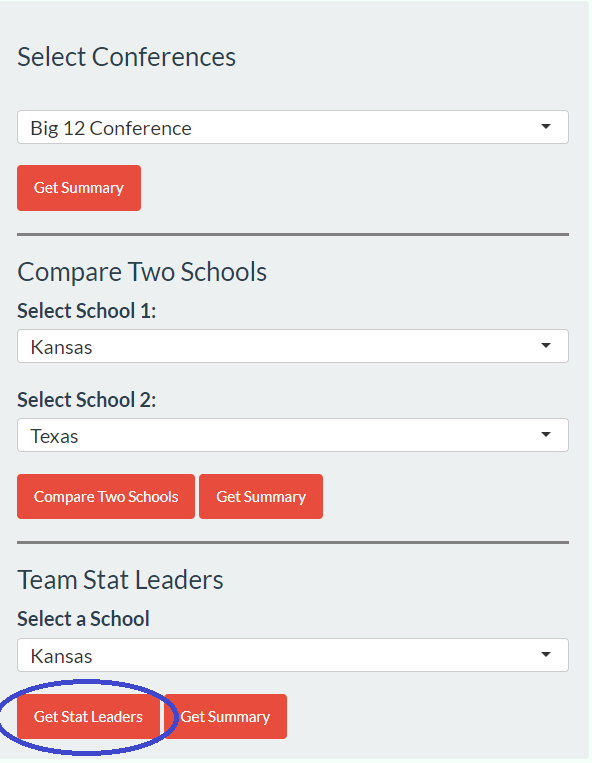 Select Conferences
Big 12 Conference
Get Summary
Compare Two Schools
Select School 1:
Kansas
Select School 2:
Texas
Compare Two Schools Get Summary
Team Stat Leaders
Select a School
Kansas
Get Stat Leaders Get Summary